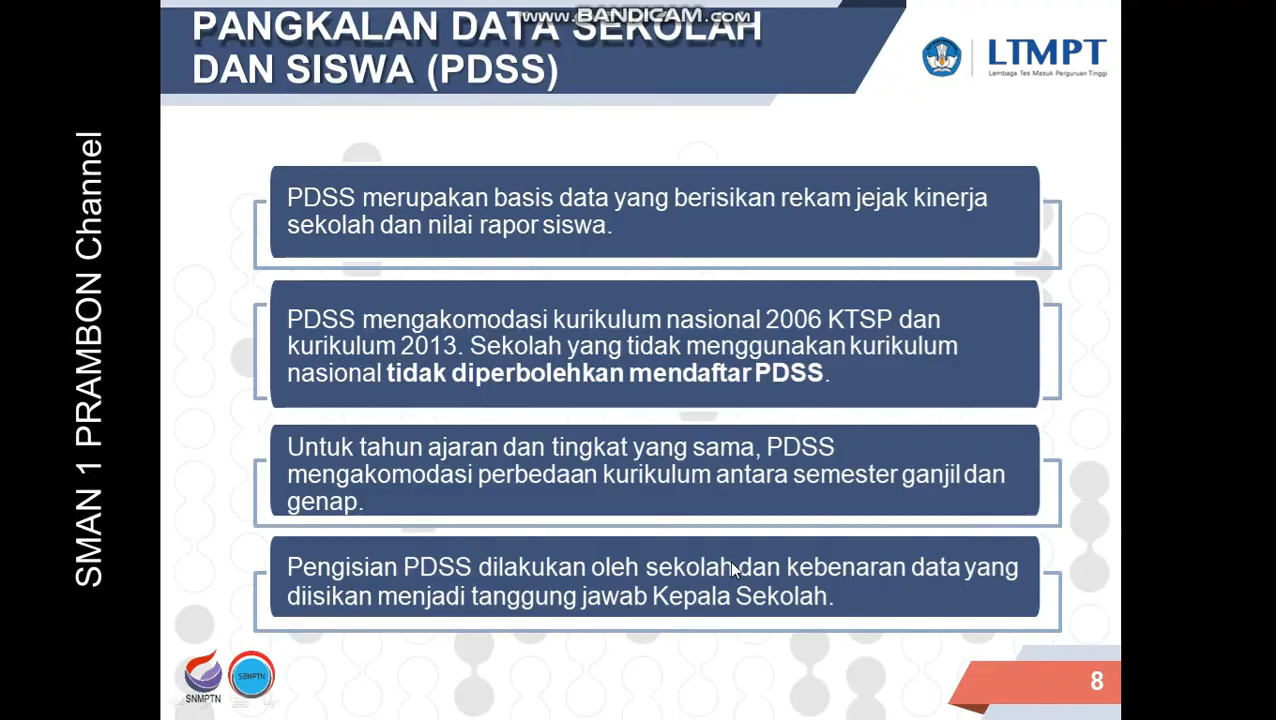 www.BANDICAM.com
PANGKALAN DATA SEKOLAH
DAN SISWA (PDSS)
LTMPT
Lembaga Tes Masuk Perguruan Tinggi
SMAN 1 PRAMBON Channel
PDSS merupakan basis data yang berisikan rekam jejak kinerja
sekolah dan nilai rapor siswa.
PDSS mengakomodasi kurikulum nasional 2006 KTSP dan
kurikulum 2013. Sekolah yang tidak menggunakan kurikulum
nasional tidak diperbolehkan mendaftar PDSS.
Untuk tahun ajaran dan tingkat yang sama, PDSS
mengakomodasi perbedaan kurikulum antara semester ganjil dan
genap.
Pengisian PDSS dilakukan oleh sekolah dan kebenaran data yang
diisikan menjadi tanggung jawab Kepala Sekolah.
SNMPTN
SBMPTN
8